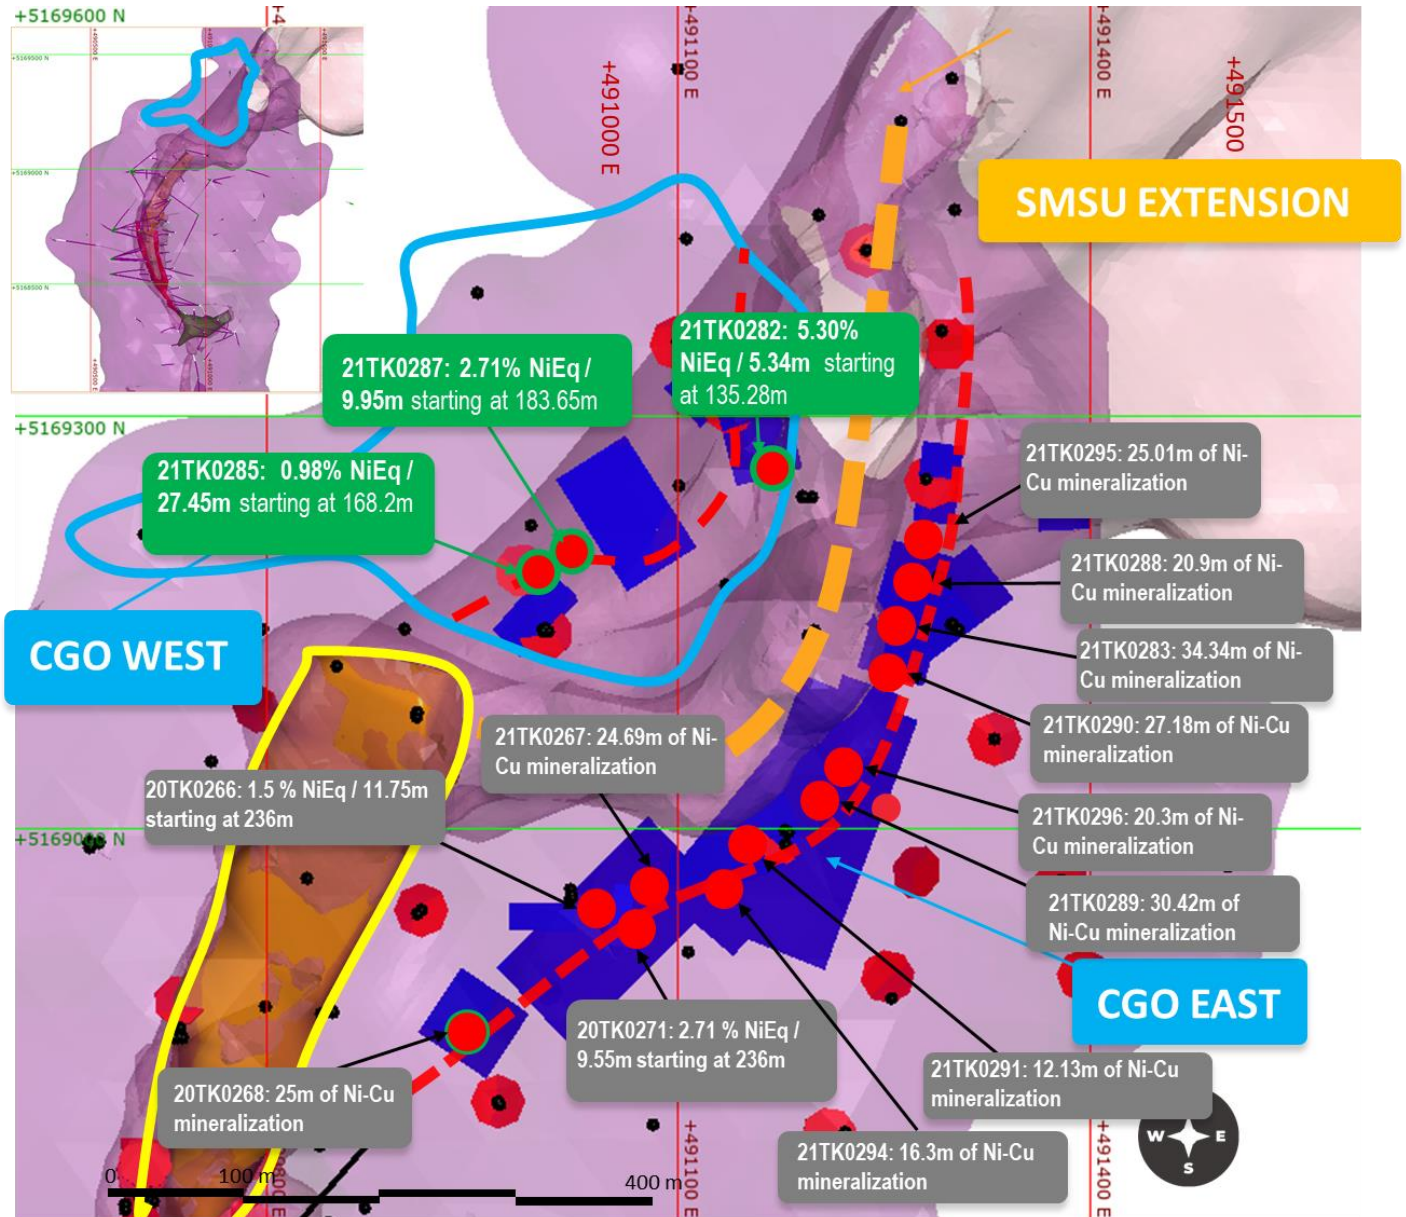 +5169600 N
+4
+491100 E
+491000 E
+491400 E
+491500
SMSU EXTENSION
21TK0287: 2.71% NiEq /
9.95m starting at 183.65m
21TK0282: 5.30%
NiEq / 5.34m starting
at 135.28m
+5169300 N
21TK0285: 0.98% NiEq /
27.45m starting at 168.2m
21TK0295: 25.01m of Ni-
Cu mineralization
21TK0288: 20.9m of Ni-
Cu mineralization
CGO WEST
21TK0283: 34.34m of Ni-
Cu mineralization
21TK0290: 27.18m of Ni-Cu
mineralization
21TK0267: 24.69m of Ni-
Cu mineralization
20TK0266: 1.5 % NiEq / 11.75m
starting at 236m
21TK0296: 20.3m of Ni-
Cu mineralization
+5169000 N
21TK0289: 30.42m of
Ni-Cu mineralization
CGO EAST
20TK0271: 2.71 % NiEq /
9.55m starting at 236m
20TK0268: 25m of Ni-Cu
mineralization
21TK0291: 12.13m of Ni-Cu
mineralization
21TK0294: 16.3m of Ni-Cu
mineralization
W E
S
0 100 m 400 m
+491100 E
+491400 E